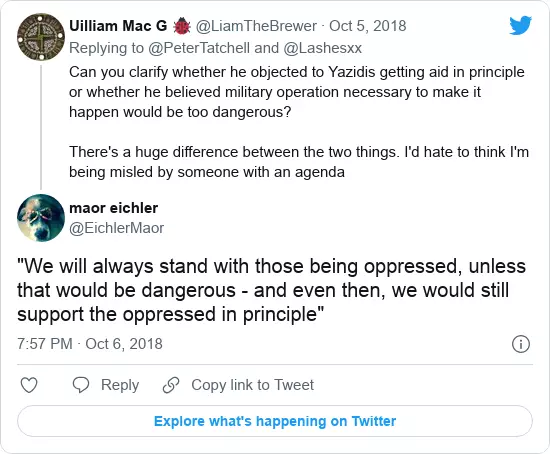 Uilliam Mac G 🐞 @LiamTheBrewer · Oct 5, 2018
Replying to @PeterTatchell and @Lashesxx
Can you clarify whether he objected to Yazidis getting aid in principle
or whether he believed military operation necessary to make it
happen would be too dangerous?
There's a huge difference between the two things. I'd hate to think I'm
being misled by someone with an agenda
maor eichler
@EichlerMaor
"We will always stand with those being oppressed, unless
that would be dangerous - and even then, we would still
support the oppressed in principle"
7:57 PM · Oct 6, 2018
Reply Copy link to Tweet
Explore what's happening on Twitter